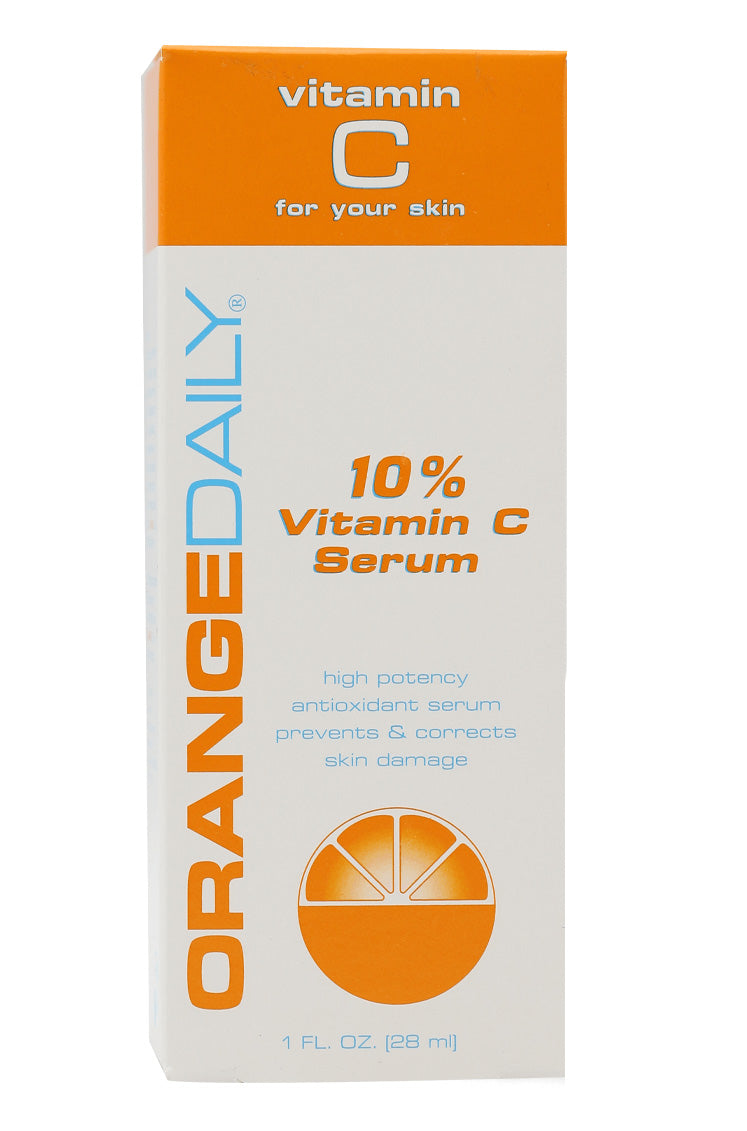 vitamin
C
for your skin
ORANGEDAILY®
10%
Vitamin C
Serum
high potency
antioxidant serum
prevents & corrects
skin damage
1 FL. OZ. [28 ml]